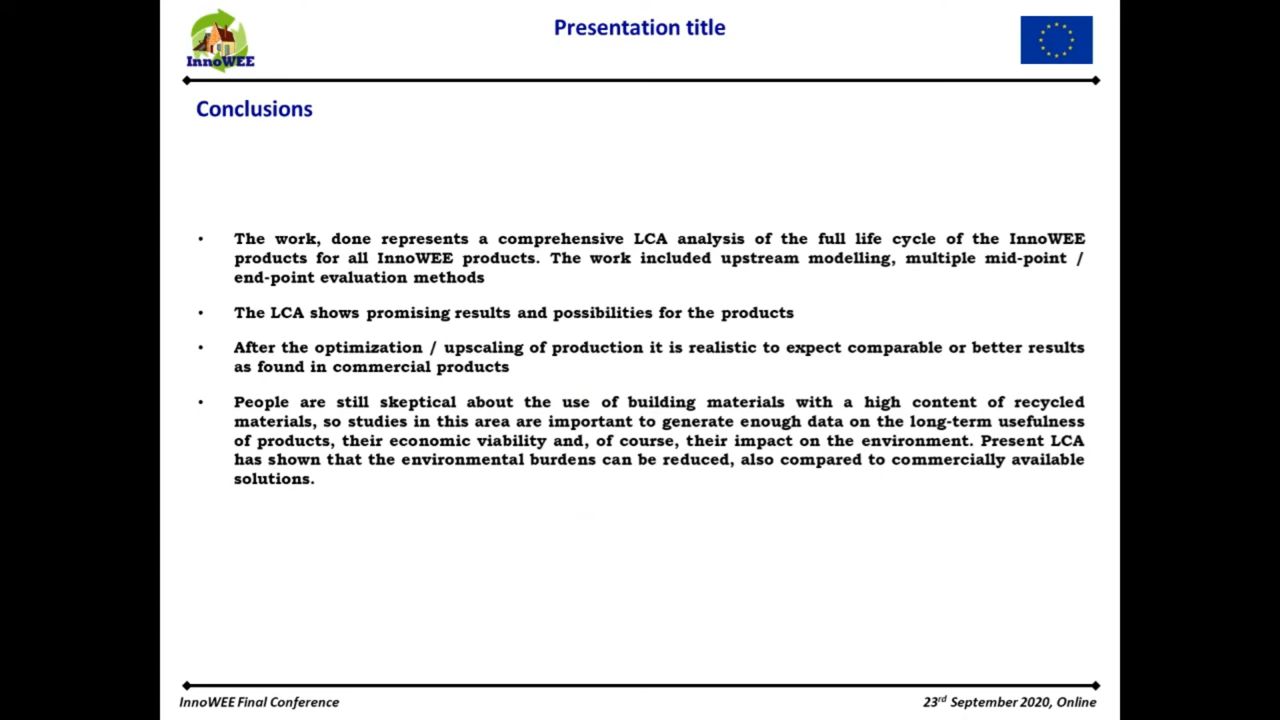 InnoWEE
Presentation title
Conclusions
• The work, done represents a comprehensive LCA analysis of the full life cycle of the InnoWEE
products for all InnoWEE products. The work included upstream modelling, multiple mid-point /
end-point evaluation methods
• The LCA shows promising results and possibilities for the products
• After the optimization / upscaling of production it is realistic to expect comparable or better results
as found in commercial products
• People are still skeptical about the use of building materials with a high content of recycled
materials, so studies in this area are important to generate enough data on the long-term usefulness
of products, their economic viability and, of course, their impact on the environment. Present LCA
has shown that the environmental burdens can be reduced, also compared to commercially available
solutions.
InnoWEE Final Conference
23rd September 2020, Online